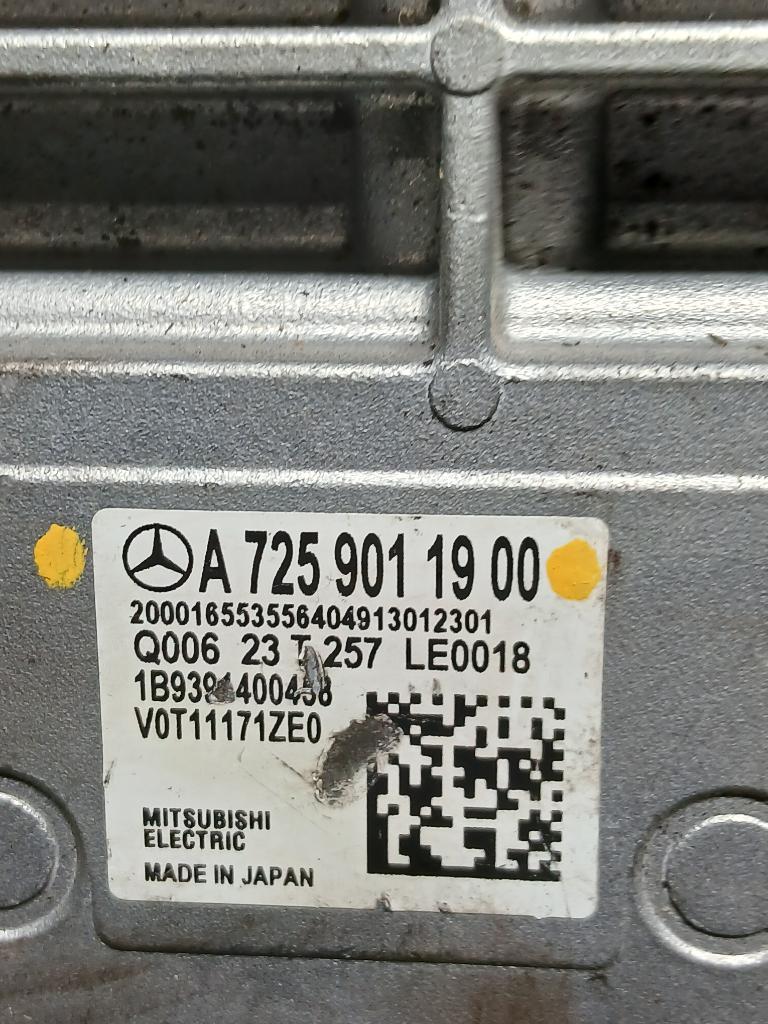 A 725 901 19 00
200016553556404913012301
Q006 23 T 257 LE0018
V0T11171ZE0
MITSUBISHI
ELECTRIC
MADE IN JAPAN